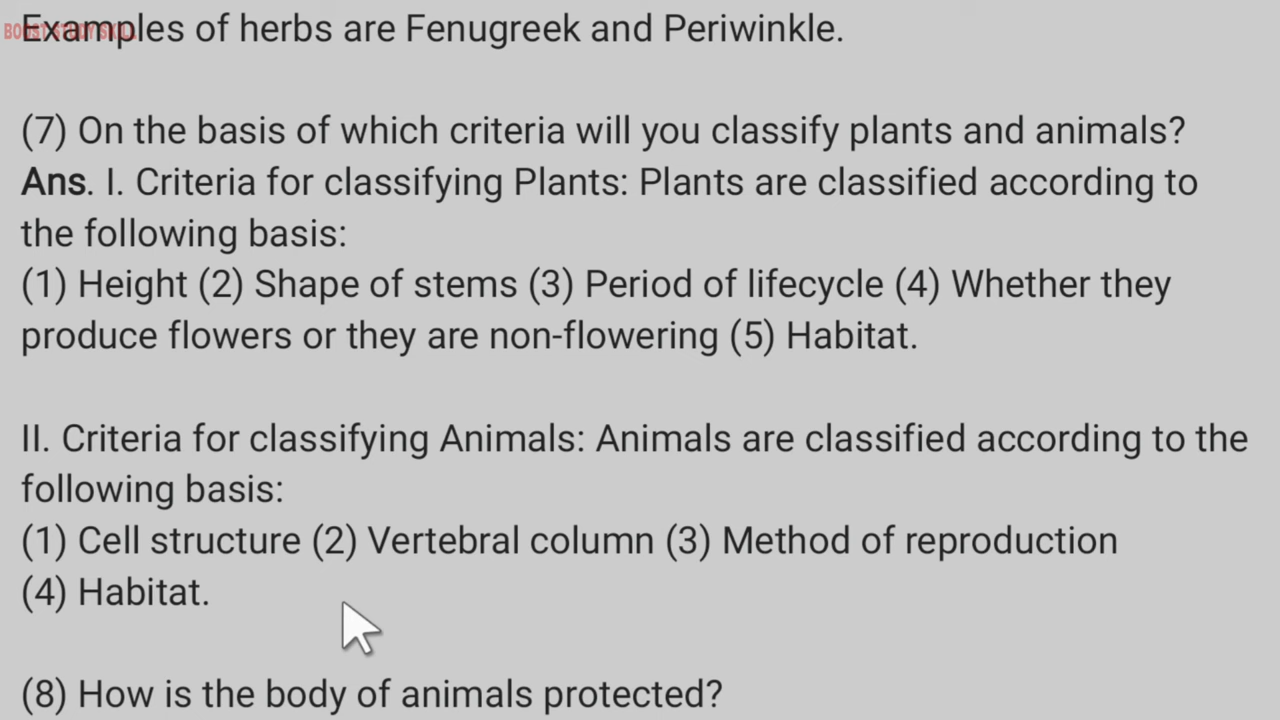 BOOST STUDY SKILL
Examples of herbs are Fenugreek and Periwinkle.
(7) On the basis of which criteria will you classify plants and animals?
Ans. I. Criteria for classifying Plants: Plants are classified according to
the following basis:
(1) Height (2) Shape of stems (3) Period of lifecycle (4) Whether they
produce flowers or they are non-flowering (5) Habitat.
II. Criteria for classifying Animals: Animals are classified according to the
following basis:
(1) Cell structure (2) Vertebral column (3) Method of reproduction
(4) Habitat.
(8) How is the body of animals protected?